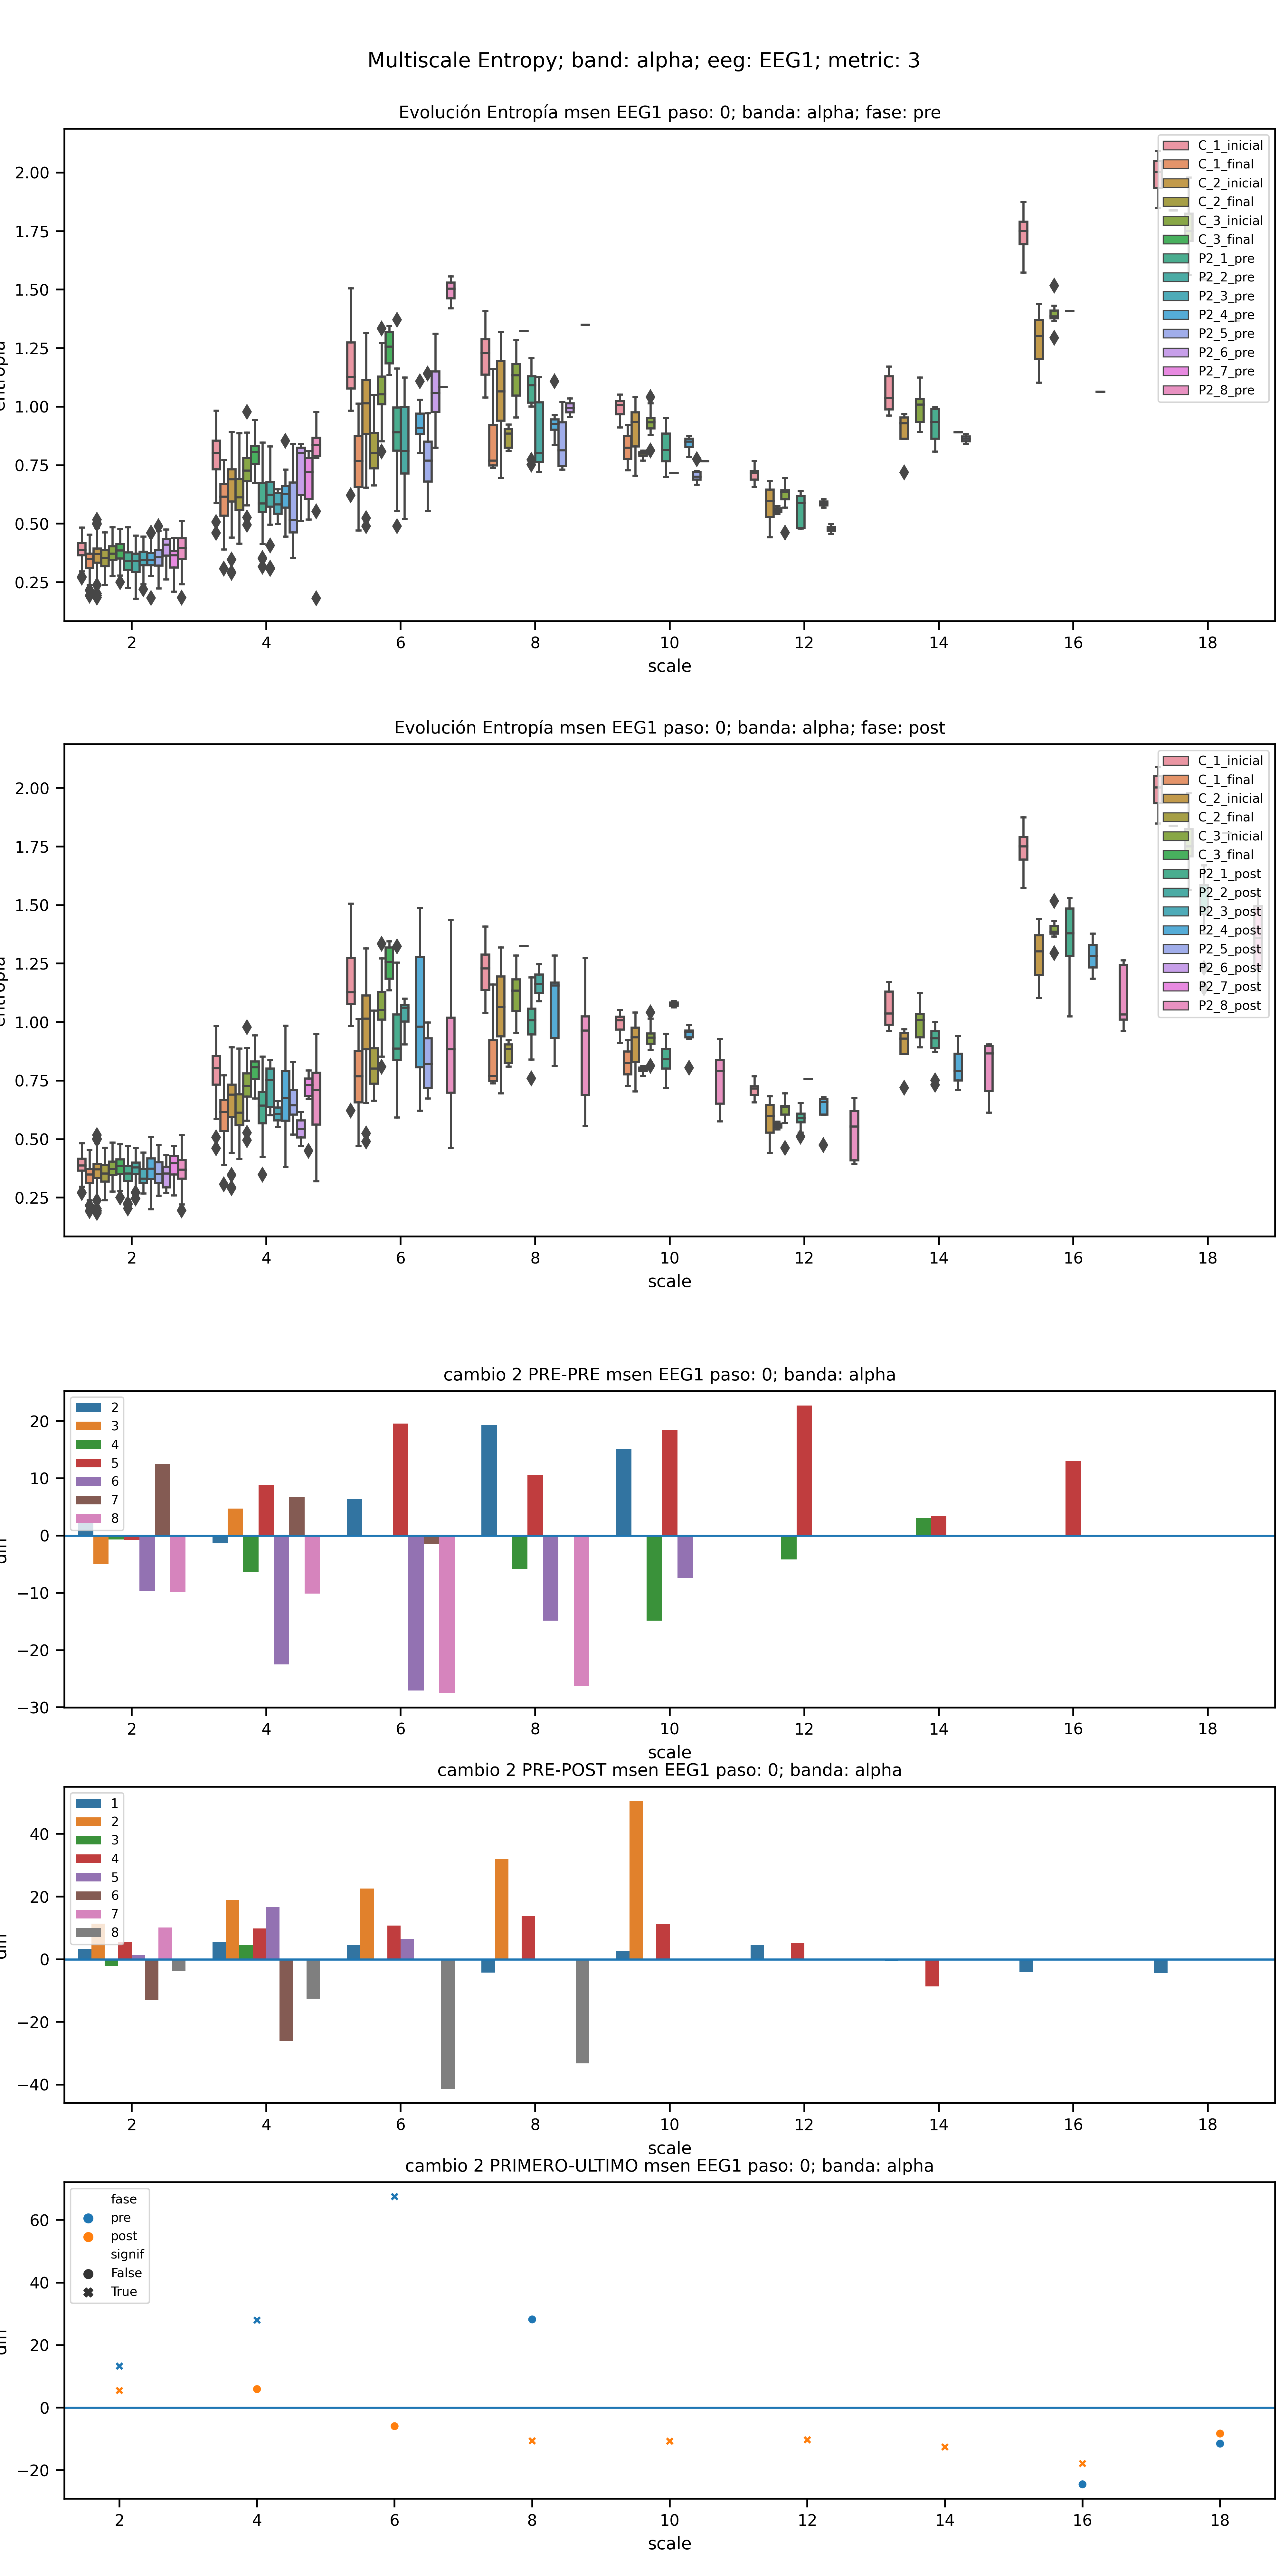 Multiscale Entropy; band: alpha; eeg: EEG1; metric: 3
Evolución Entropía msen EEG1 paso: 0; banda: alpha; fase: pre
2.00
1.75
1.50
1.25
1.00
0.75
0.50
0.25
entropia
C_1_inicial
C_1_final
C_2_inicial
C_2_final
C_3_inicial
C_3_final
P2_1_pre
P2_2_pre
P2_3_pre
P2_4_pre
P2_5_pre
P2_6_pre
P2_7_pre
P2_8_pre
2 4 6 8 10 12 14 16 18
scale
Evolución Entropía msen EEG1 paso: 0; banda: alpha; fase: post
2.00
1.75
1.50
1.25
1.00
0.75
0.50
0.25
entropia
C_1_inicial
C_1_final
C_2_inicial
C_2_final
C_3_inicial
C_3_final
P2_1_post
P2_2_post
P2_3_post
P2_4_post
P2_5_post
P2_6_post
P2_7_post
P2_8_post
2 4 6 8 10 12 14 16 18
scale
cambio 2 PRE-PRE msen EEG1 paso: 0; banda: alpha
20
10
0
−10
−20
−30
2
3
4
5
6
7
8
2 4 6 8 10 12 14 16 18
scale
cambio 2 PRE-POST msen EEG1 paso: 0; banda: alpha
40
20
0
−20
−40
1
2
3
4
5
6
7
8
2 4 6 8 10 12 14 16 18
scale
cambio 2 PRIMERO-ULTIMO msen EEG1 paso: 0; banda: alpha
60
40
20
0
−20
fase
pre
post
signif
False
True
2 4 6 8 10 12 14 16 18
scale